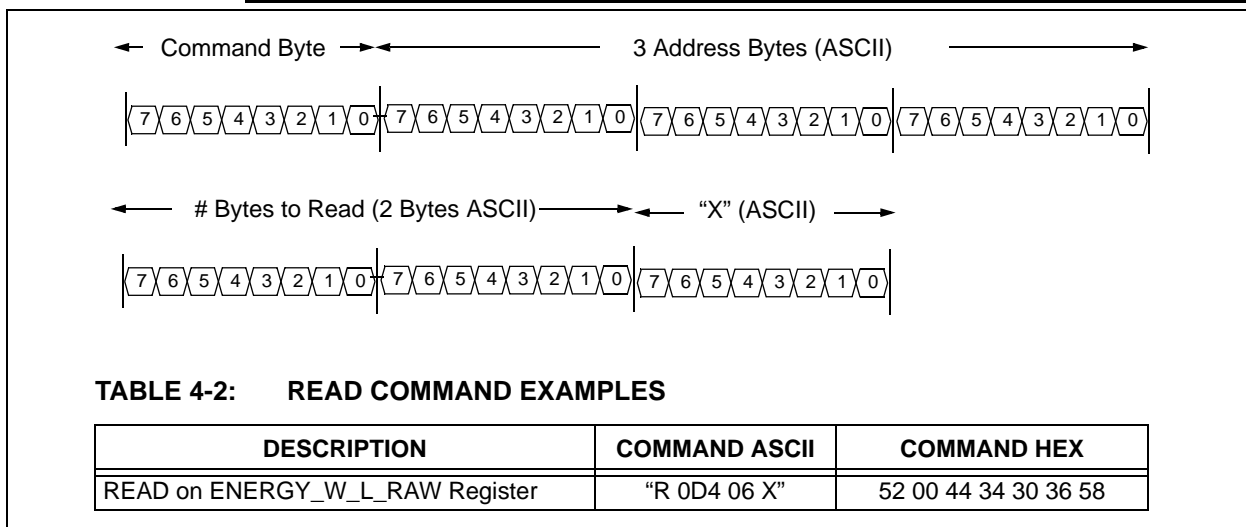 Command Byte 3 Address Bytes (ASCII)
7 6 5 4 3 2 1 0 7 6 5 4 3 2 1 0 7 6 5 4 3 2 1 0 7 6 5 4 3 2 1 0
# Bytes to Read (2 Bytes ASCII) “X” (ASCII)
7 6 5 4 3 2 1 0 7 6 5 4 3 2 1 0 7 6 5 4 3 2 1 0
TABLE 4-2: READ COMMAND EXAMPLES
DESCRIPTION COMMAND ASCII COMMAND HEX
READ on ENERGY_W_L_RAW Register “R 0D4 06 X” 52 00 44 34 30 36 58